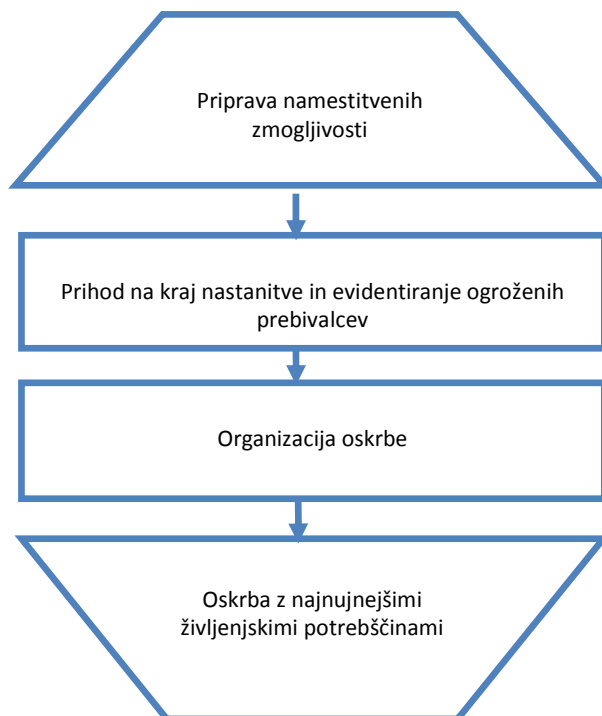 Priprava namestitvenih
zmogljivosti
Prihod na kraj nastanitve in evidentiranje ogroženih
prebivalcev
Organizacija oskrbe
Oskrba z najnujnejšimi
življenjskimi potrebščinami